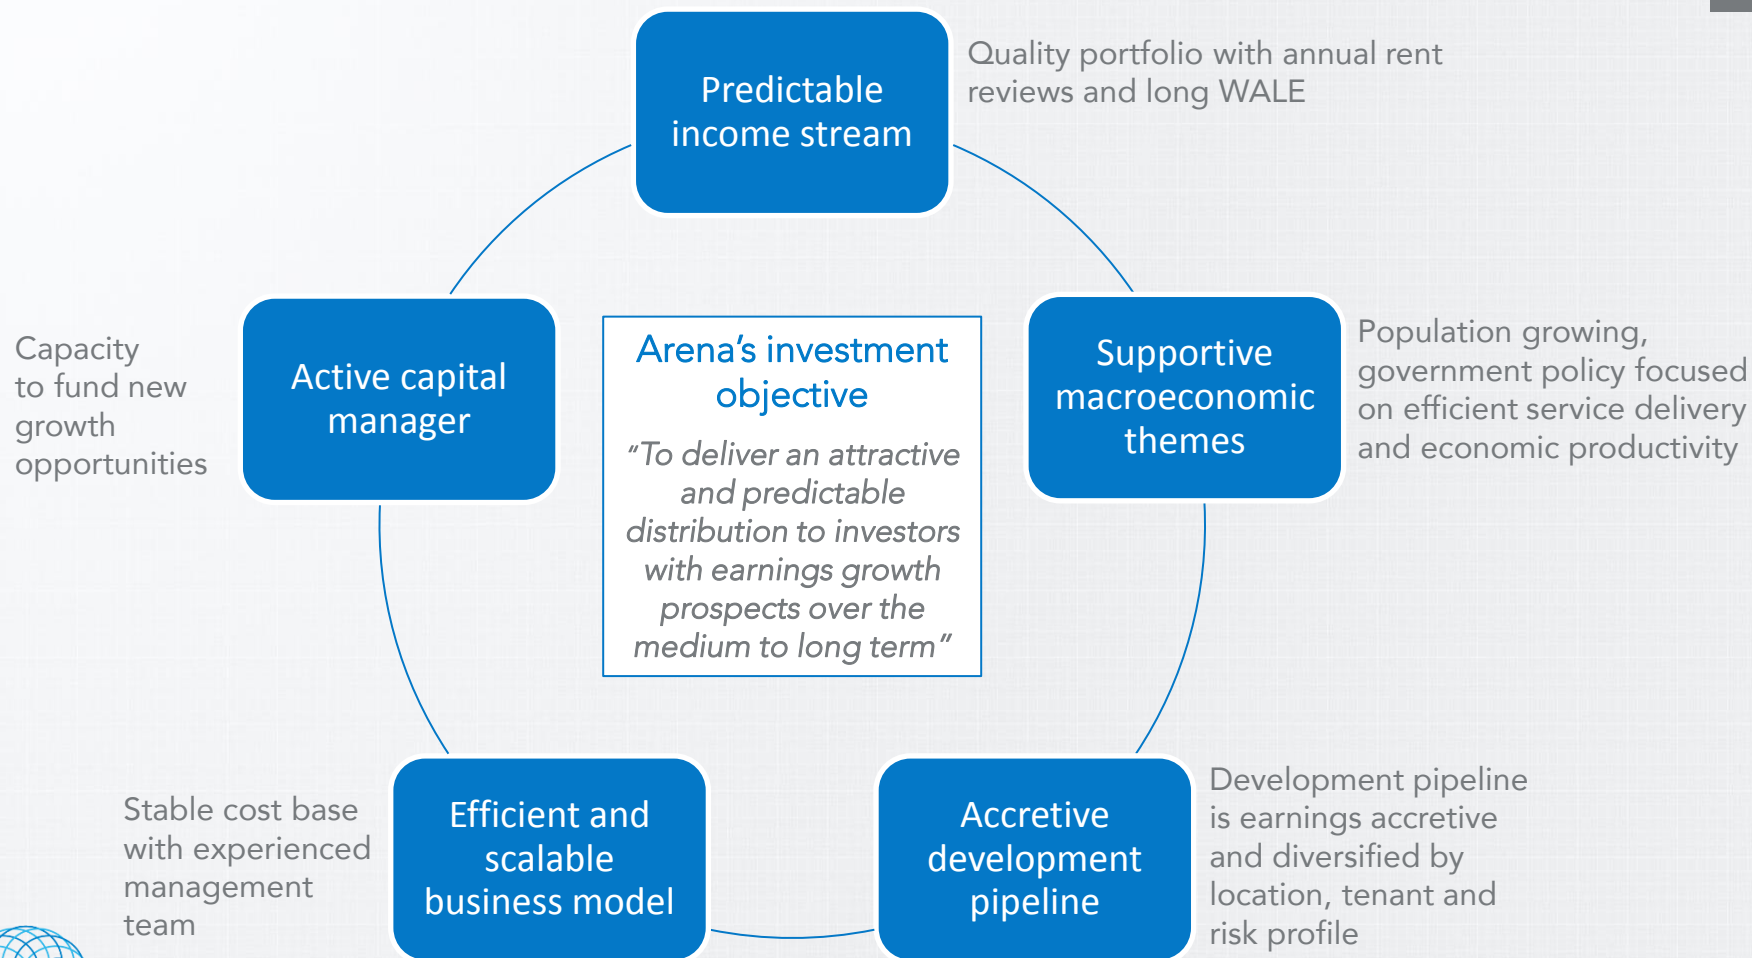 Predictable
income stream
Quality portfolio with annual rent
reviews and long WALE
Supportive
macroeconomic
themes
Population growing,
government policy focused
on efficient service delivery
and economic productivity
Accretive
development
pipeline
Development pipeline
is earnings accretive
and diversified by
location, tenant and
risk profile
Efficient and
scalable
business model
Stable cost base
with experienced
management
team
Active capital
manager
Capacity
to fund new
growth
opportunities
Arena’s investment
objective
“To deliver an attractive
and predictable
distribution to investors
with earnings growth
prospects over the
medium to long term”